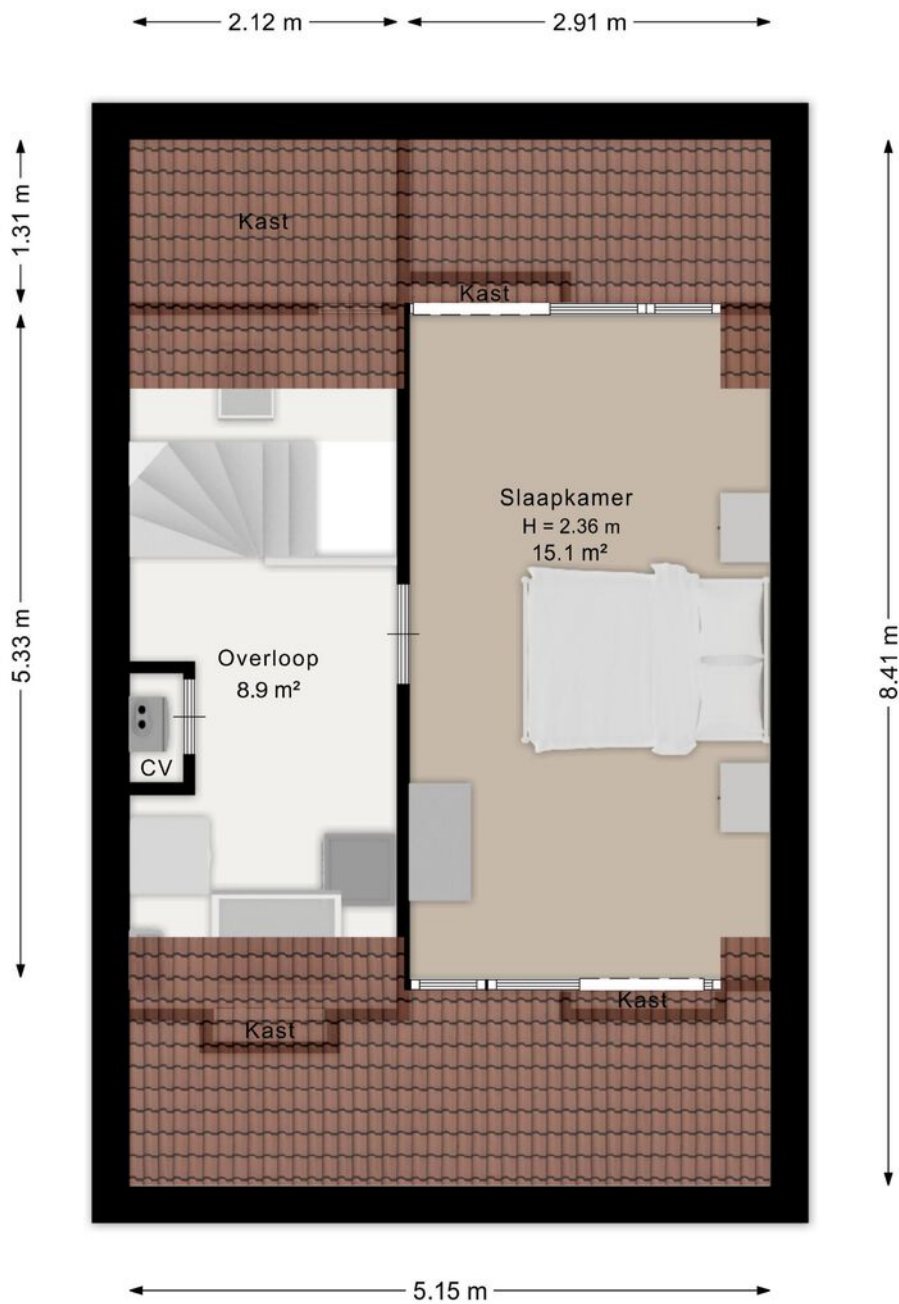 2.12 m
2.91 m
1.31 m
Kast
Kast
Slaapkamer
H = 2.36 m
15.1 m²
5.33 m
Overloop
8.9 m²
8.41 m
CV
Kast
Kast
5.15 m